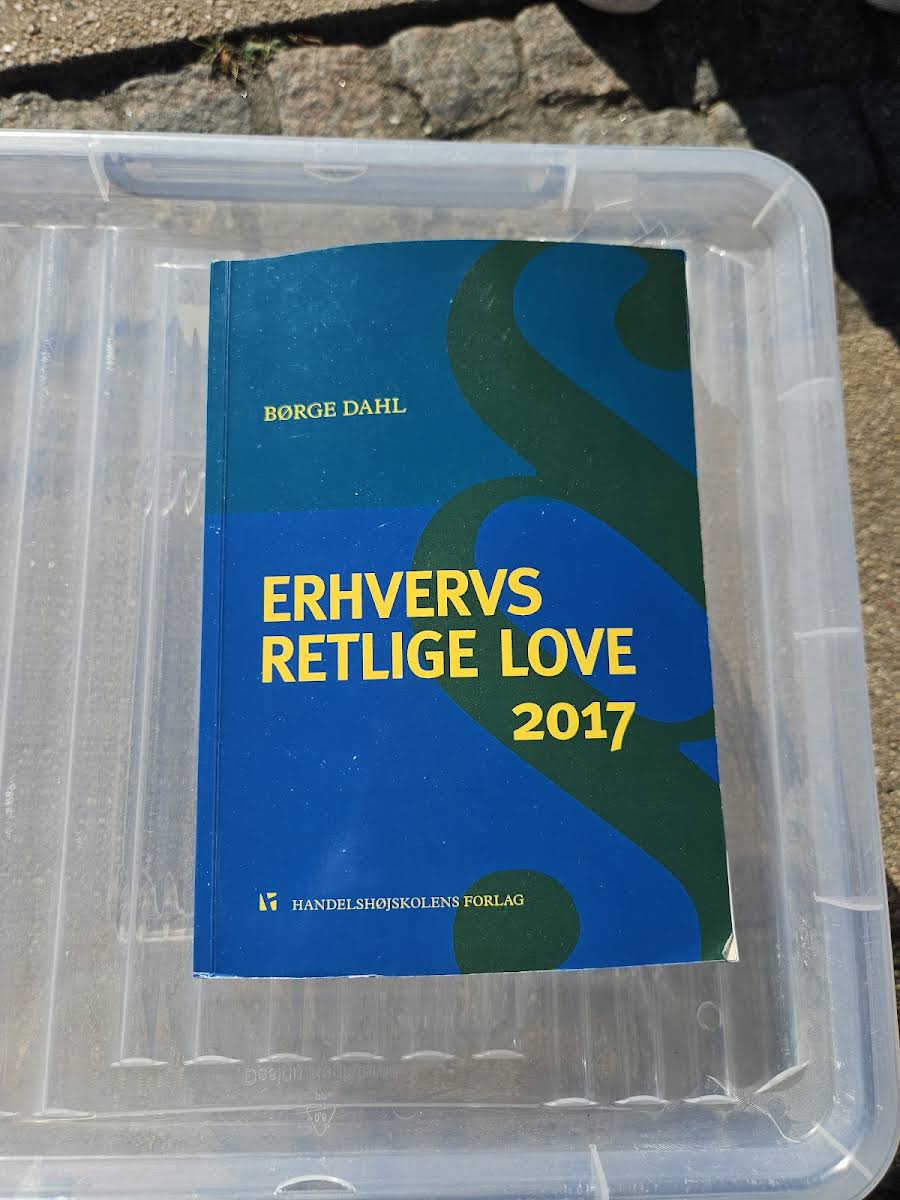 BØRGE DAHL
ERHVERVS
RETLIGE LOVE
2017
HANDELSHØJSKOLENS FORLAG